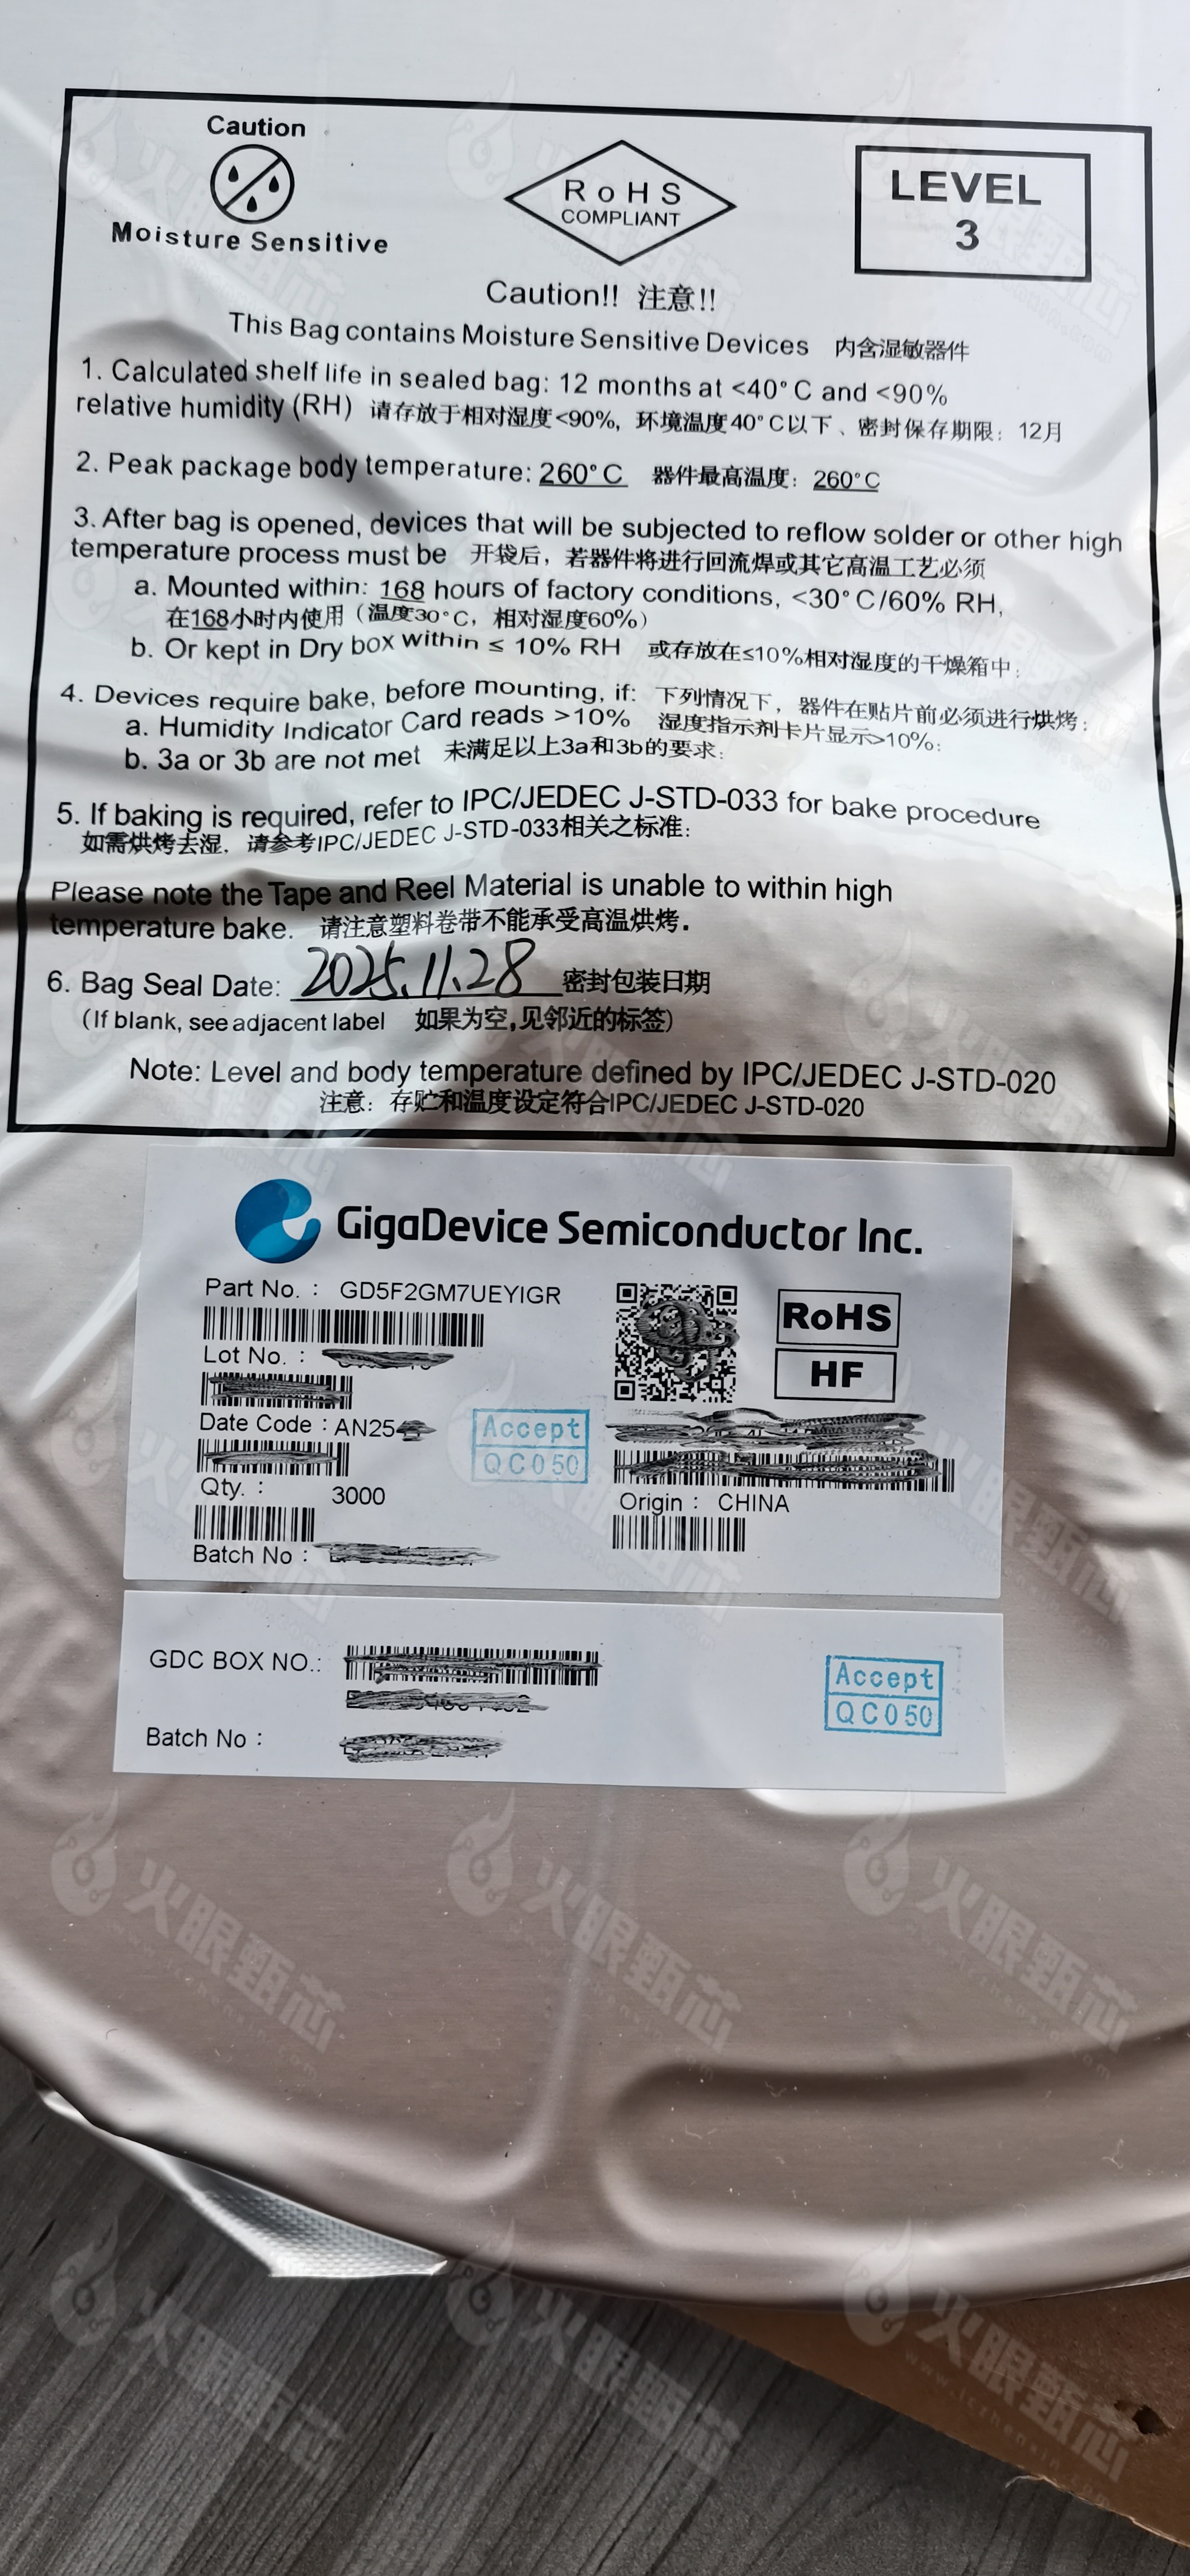 Caution
Moisture Sensitive
RoHS
COMPLIANT
LEVEL
3
Caution!! 注意!!
This Bag contains Moisture Sensitive Devices 内含湿敏器件
1. Calculated shelf life in sealed bag: 12 months at <40°C and <90%
relative humidity (RH) 请存放于相对湿度<90%, 环境温度40°C以下、密封保存期限: 12月
2. Peak package body temperature: 260°C 器件最高温度: 260°C
3. After bag is opened, devices that will be subjected to reflow solder or other high
temperature process must be 开袋后, 若器件将进行回流焊或其它高温工艺必须
a. Mounted within: 168 hours of factory conditions, <30°C/60% RH,
在168小时内使用 (温度30°C, 相对湿度60%)
b. Or kept in Dry box within ≤ 10% RH 或存放在≤10%相对湿度的干燥箱中;
4. Devices require bake, before mounting, if: 下列情况下, 器件在贴片前必须进行烘烤:
a. Humidity Indicator Card reads >10% 湿度指示剂卡片显示>10%;
b. 3a or 3b are not met 未满足以上3a和3b的要求;
5. If baking is required, refer to IPC/JEDEC J-STD-033 for bake procedure
如需烘烤去湿, 请参考IPC/JEDEC J-STD-033相关之标准;
Please note the Tape and Reel Material is unable to within high
temperature bake. 请注意塑料卷带不能承受高温烘烤.
6. Bag Seal Date: 2025.11.28 密封包装日期
(If blank, see adjacent label 如果为空,见邻近的标签)
Note: Level and body temperature defined by IPC/JEDEC J-STD-020
注意: 存贮和温度设定符合IPC/JEDEC J-STD-020
GigaDevice Semiconductor Inc.
Part No. : GD5F2GM7UEYIGR
RoHS
HF
Lot No. :
Date Code : AN25
Accept
QC050
Qty. : 3000
Origin : CHINA
Batch No :
GDC BOX NO.:
Accept
QC050
Batch No :
火眼甄芯
www.iczhenxin.com